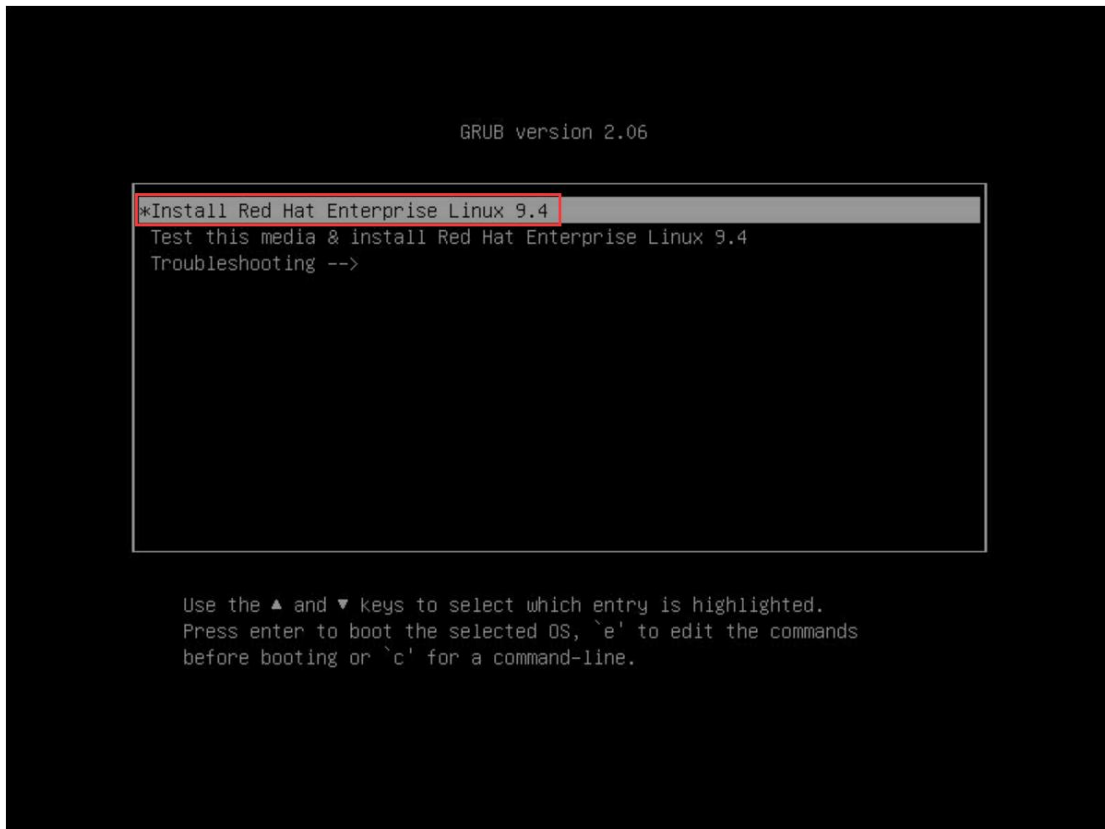 GRUB version 2.06
*Install Red Hat Enterprise Linux 9.4
Test this media & install Red Hat Enterprise Linux 9.4
Troubleshooting -->
Use the ▲ and ▼ keys to select which entry is highlighted.
Press enter to boot the selected OS, `e' to edit the commands
before booting or `c' for a command-line.